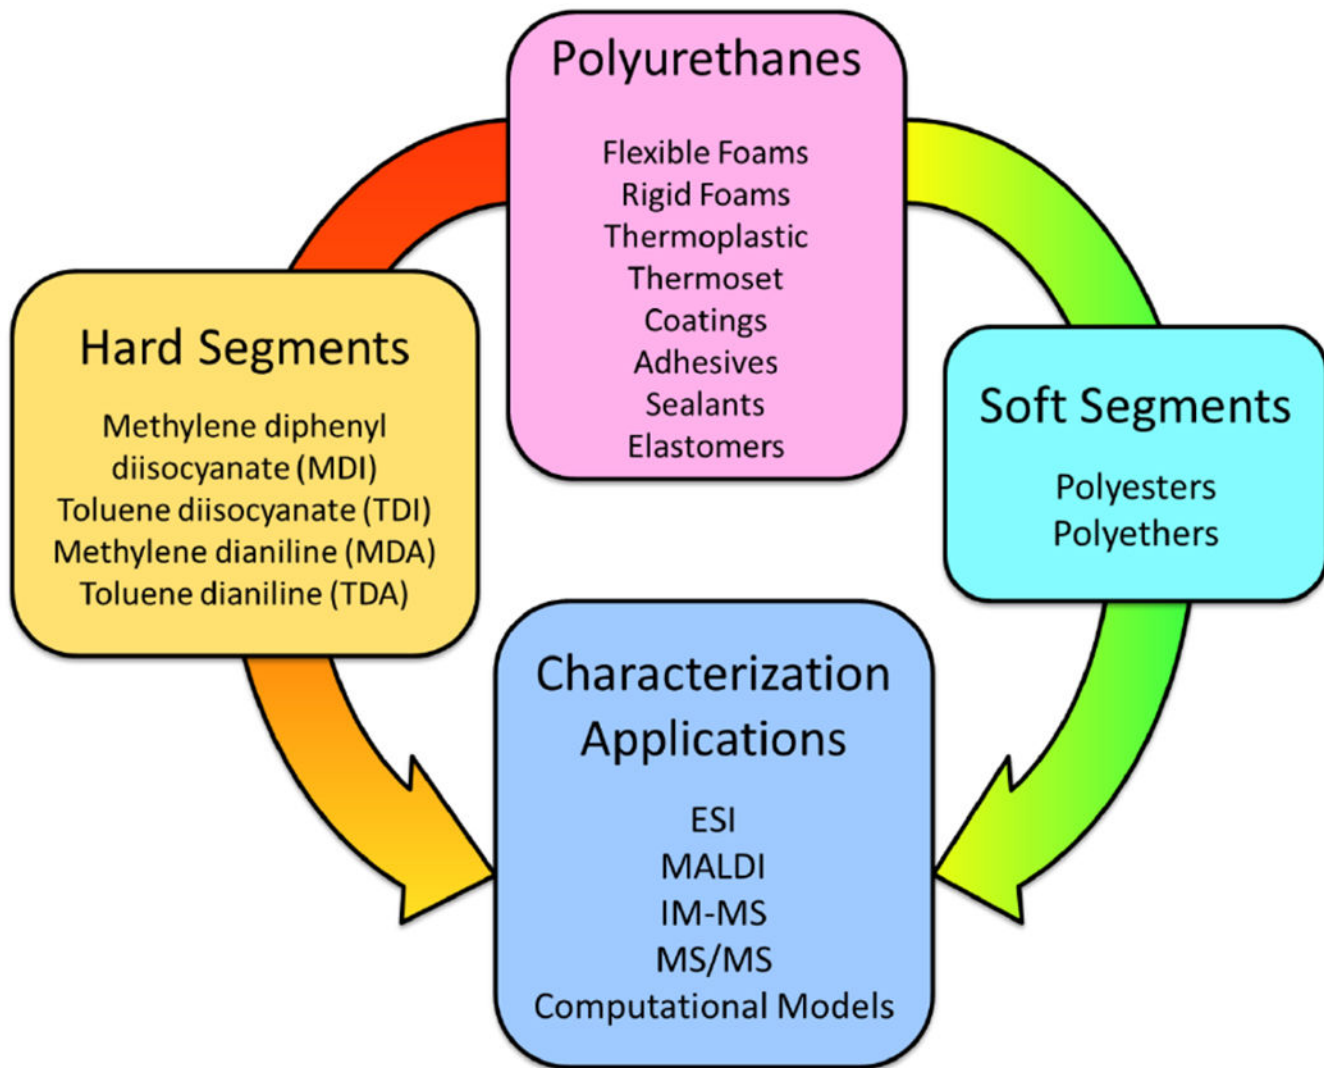 Polyurethanes
Flexible Foams
Rigid Foams
Thermoplastic
Thermoset
Coatings
Adhesives
Sealants
Elastomers
Hard Segments
Methylene diphenyl
diisocyanate (MDI)
Toluene diisocyanate (TDI)
Methylene dianiline (MDA)
Toluene dianiline (TDA)
Soft Segments
Polyesters
Polyethers
Characterization
Applications
ESI
MALDI
IM-MS
MS/MS
Computational Models